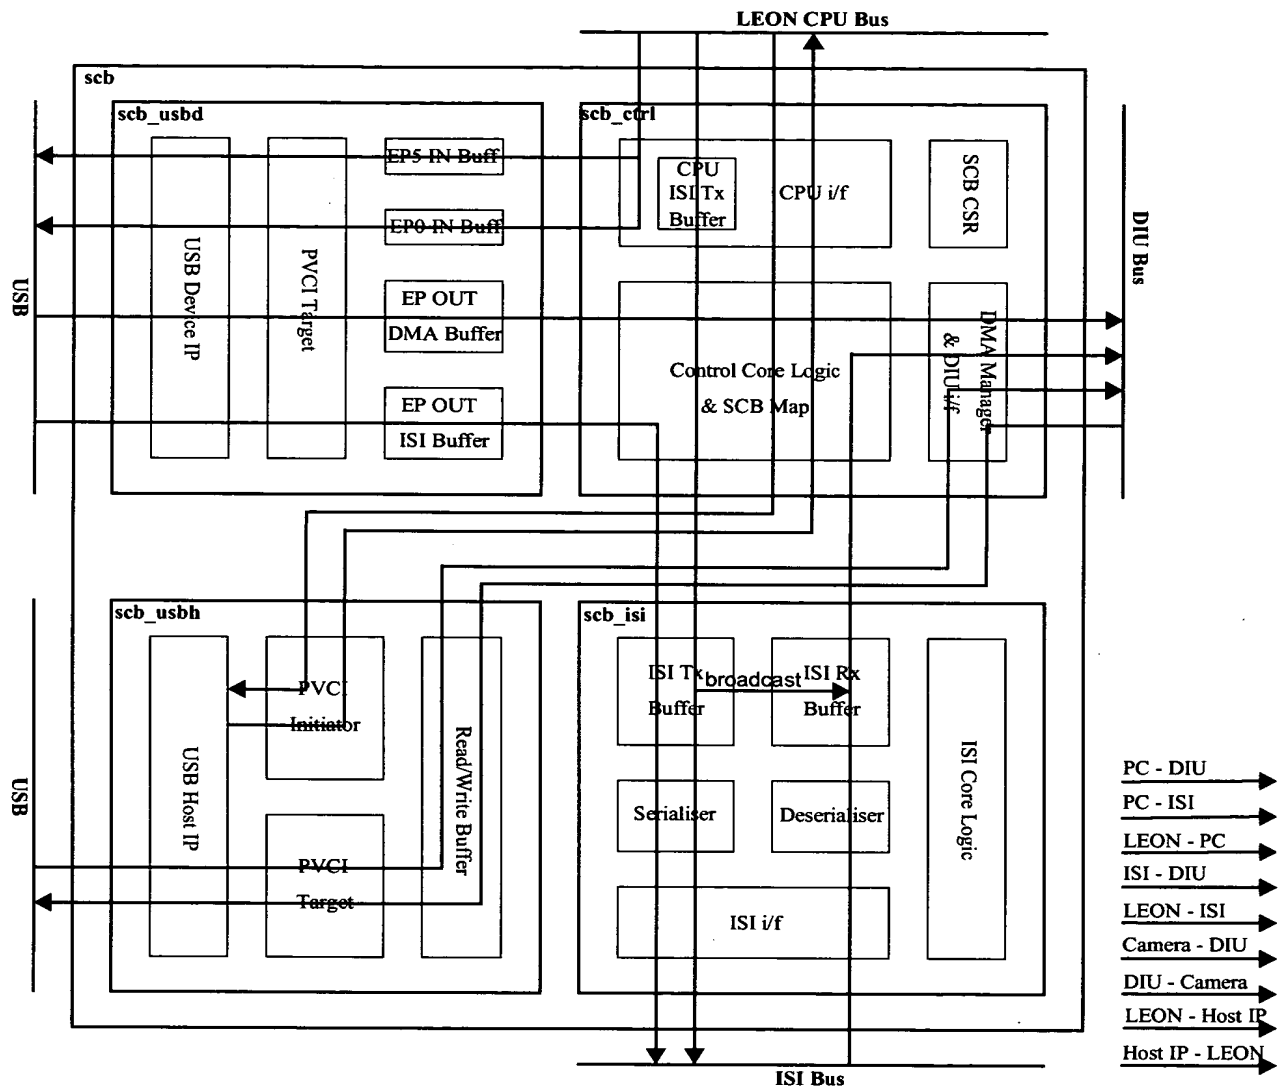 LEON CPU Bus
scb
scb_usbd
scb_ctrl
EP5 IN Buff
CPU
ISI Tx
Buffer
CPU i/f
SCB CSR
EP0 IN Buff
USB
USB Device IP
PVCI Target
EP OUT
DMA Buffer
EP OUT
ISI Buffer
Control Core Logic
& SCB Map
DMA Manager
& DIU i/f
DIU Bus
scb_usbh
scb_isi
PVCI
Initiator
ISI Tx
Buffer
broadcast
ISI Rx
Buffer
USB
USB Host IP
Read/Write Buffer
Serialiser
Deserialiser
ISI Core Logic
PVCI
Target
ISI i/f
PC - DIU
PC - ISI
LEON - PC
ISI - DIU
LEON - ISI
Camera - DIU
DIU - Camera
LEON - Host IP
Host IP - LEON
ISI Bus